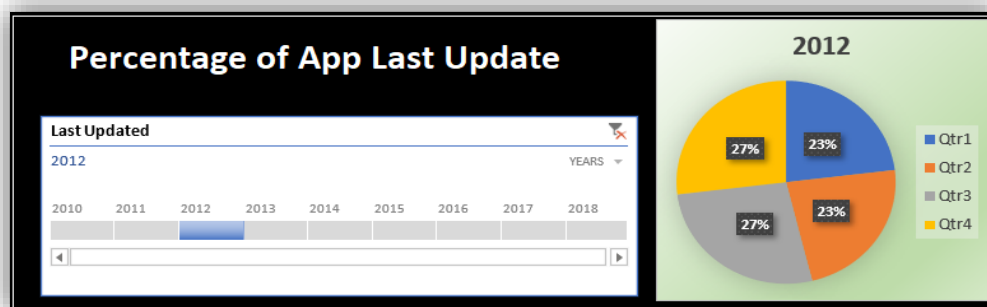 Percentage of App Last Update
Last Updated
2012
YEARS
2010 2011 2012 2013 2014 2015 2016 2017 2018
2012
27%
23%
27%
23%
Qtr1
Qtr2
Qtr3
Qtr4